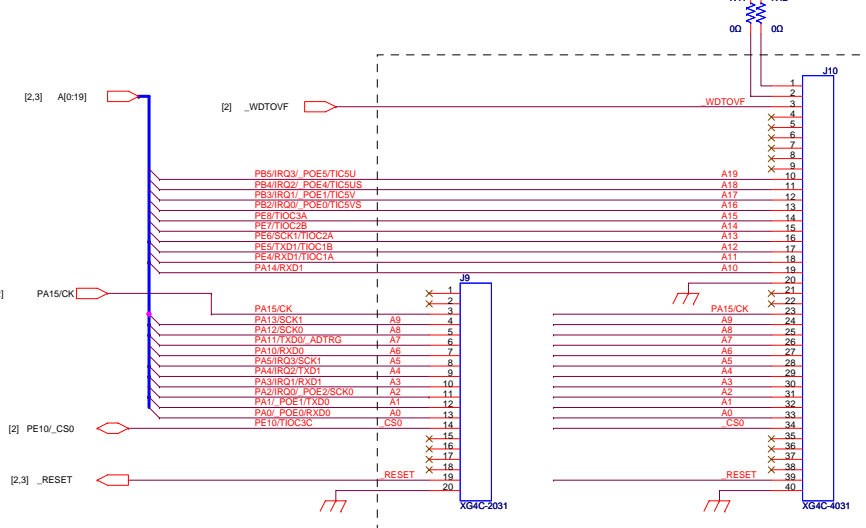 0Ω 0Ω
J10
[2,3] A[0:19]
[2] _WDTOVF _WDTOVF
1
2
3
4
5
6
7
8
9
PB5/IRQ3/_POE5/TIC5U A19 10
PB4/IRQ2/_POE4/TIC5US A18 11
PB3/IRQ1/_POE1/TIC5V A17 12
PB2/IRQ0/_POE0/TIC5VS A16 13
PE8/TIOC3A A15 14
PE7/TIOC2B A14 15
PE6/SCK1/TIOC2A A13 16
PE5/TXD1/TIOC1B A12 17
PE4/RXD1/TIOC1A A11 18
PA14/RXD1 A10 19
20
21
22
PA15/CK 23
A9 24
A8 25
A7 26
A6 27
A5 28
A4 29
A3 30
A2 31
A1 32
A0 33
_CS0 34
35
36
37
38
_RESET 39
40
XG4C-4031
J9
PA15/CK
1
2
PA15/CK 3
PA13/SCK1 A9 4
PA12/SCK0 A8 5
PA11/TXD0/_ADTRG A7 6
PA10/RXD0 A6 7
PA5/IRQ3/SCK1 A5 8
PA4/IRQ2/TXD1 A4 9
PA3/IRQ1/RXD1 A3 10
PA2/IRQ0/_POE2/SCK0 A2 11
PA1/_POE1/TXD0 A1 12
PA0/_POE0/RXD0 A0 13
[2] PE10/_CS0 PE10/TIOC3C _CS0 14
15
16
17
18
[2,3] _RESET _RESET 19
20
XG4C-2031